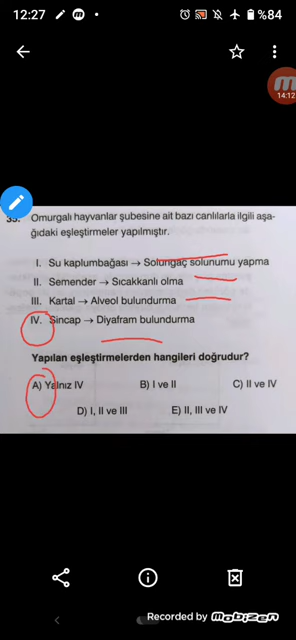 12:27
%84
14:12
35. Omurgalı hayvanlar şubesine ait bazı canlılarla ilgili aşa-
ğıdaki eşleştirmeler yapılmıştır.
I. Su kaplumbağası → Solungaç solunumu yapma
II. Semender → Sıcakkanlı olma
III. Kartal → Alveol bulundurma
IV. Sincap → Diyafram bulundurma
Yapılan eşleştirmelerden hangileri doğrudur?
A) Yalnız IV B) I ve II C) II ve IV
D) I, II ve III E) II, III ve IV
Recorded by mobizen